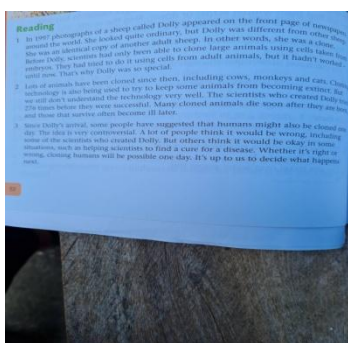 Reading
1 In 1997 photographs of a sheep called Dolly appeared on the front page of newspapers
around the world. She looked quite ordinary, but Dolly was different from other sheep.
She was an identical copy of another adult sheep. In other words, she was a clone.
Before Dolly, scientists had only been able to clone large animals using cells taken from
embryos. They had tried to do it using cells from adult animals, but it hadn't worked
until now. That's why Dolly was so special.
2 Lots of animals have been cloned since then, including cows, monkeys and cats.
technology is also being used to try to keep some animals from becoming extinct. But
we still don't understand the technology very well. The scientists who created Dolly
276 times before they were successful. Many cloned animals die soon after they are born
and those that survive often become ill later.
3 Since Dolly's arrival, some people have suggested that humans might also be cloned one
day. The idea is very controversial. A lot of people think it would be wrong, including
some of the scientists who created Dolly. But others think it would be okay in some
situations, such as helping scientists to find a cure for a disease. Whether it's right or
wrong, cloning humans will be possible one day. It's up to us to decide what happens
next.